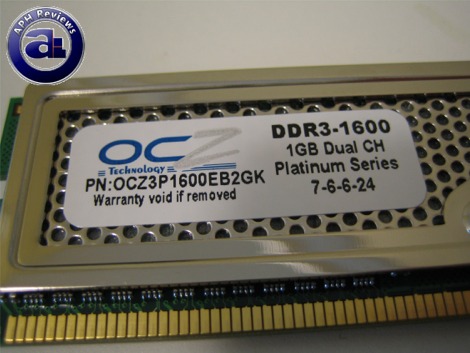 APH Reviews
OCZ
Technology
PN:OCZ3P1600EB2GK
Warranty void if removed
DDR3-1600
1GB Dual CH
Platinum Series
7-6-6-24